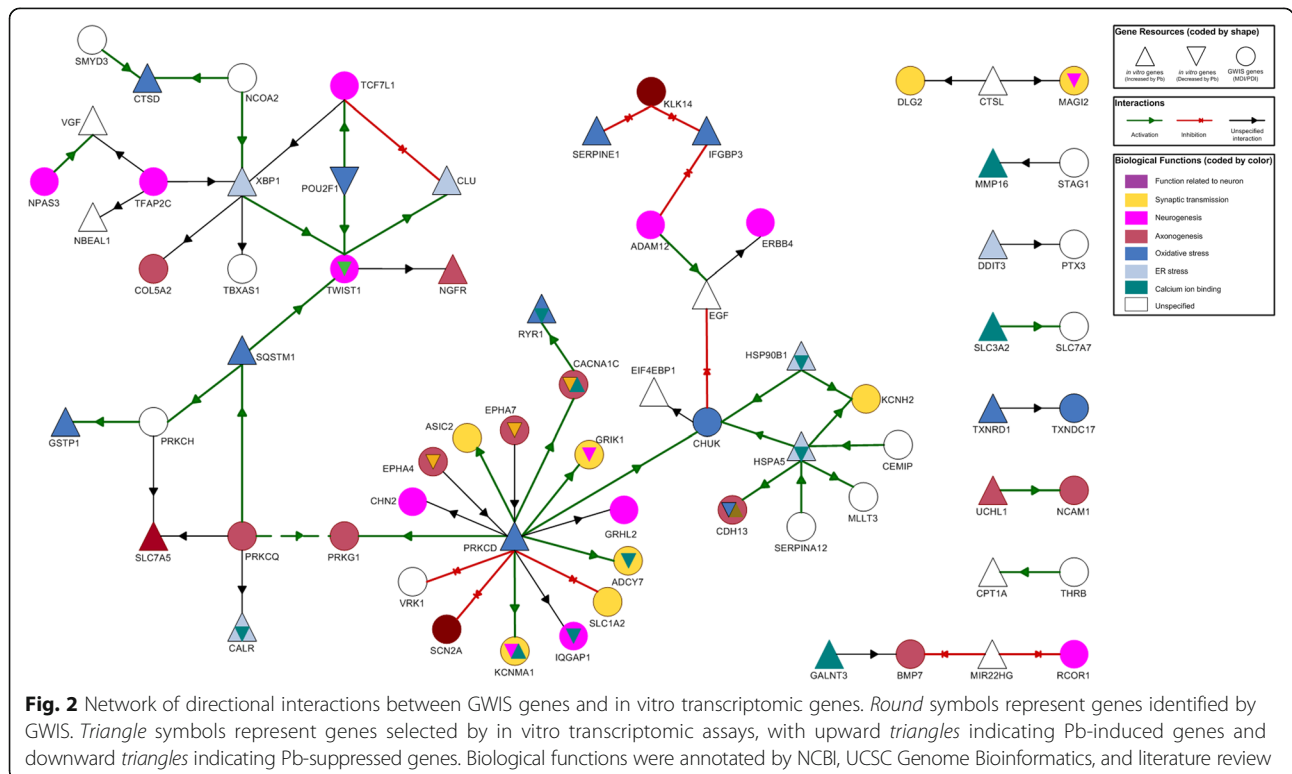 SMYD3
CTSD
NCOA2
TCF7L1
VGF
NPAS3
TFAP2C
XBP1
POU2F1
CLU
NBEAL1
COL5A2
TBXAS1
TWIST1
NGFR
SQSTM1
GSTP1
PRKCH
SLC7A5
PRKCQ
PRKG1
CALR
KLK14
SERPINE1
IFGBP3
ADAM12
ERBB4
EGF
RYR1
CACNA1C
EIF4EBP1
HSP90B1
KCNH2
CHUK
HSPA5
CEMIP
CDH13
MLLT3
SERPINA12
EPHA7
ASIC2
GRIK1
EPHA4
CHN2
GRHL2
PRKCD
ADCY7
VRK1
SLC1A2
SCN2A
IQGAP1
KCNMA1
DLG2
CTSL
MAGI2
MMP16
STAG1
DDIT3
PTX3
SLC3A2
SLC7A7
TXNRD1
TXNDC17
UCHL1
NCAM1
CPT1A
THRB
GALNT3
BMP7
MIR22HG
RCOR1
Gene Resources (coded by shape)
in vitro genes
(Increased by Pb)
in vitro genes
(Decreased by Pb)
GWIS genes
(MDI/PDI)
Interactions
Activation
Inhibition
Unspecified
interaction
Biological Functions (coded by color)
Function related to neuron
Synaptic transmission
Neurogenesis
Axonogenesis
Oxidative stress
ER stress
Calcium ion binding
Unspecified
Fig. 2 Network of directional interactions between GWIS genes and in vitro transcriptomic genes. Round symbols represent genes identified by
GWIS. Triangle symbols represent genes selected by in vitro transcriptomic assays, with upward triangles indicating Pb-induced genes and
downward triangles indicating Pb-suppressed genes. Biological functions were annotated by NCBI, UCSC Genome Bioinformatics, and literature review